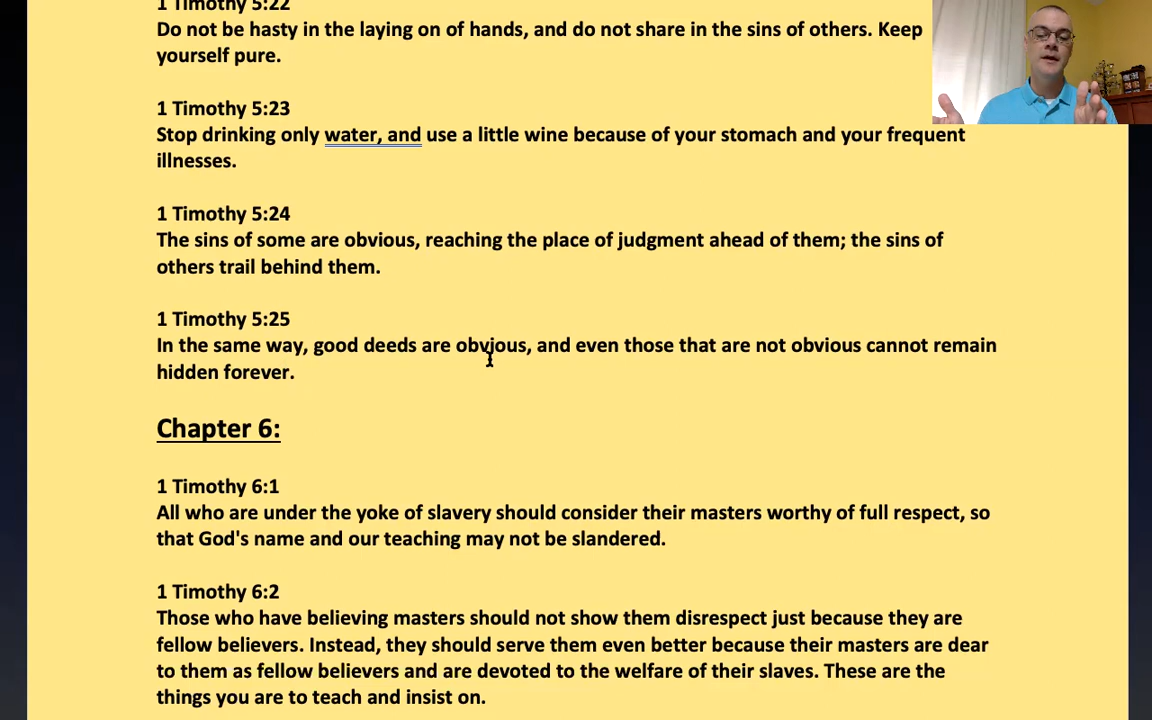 1 Timothy 5:22
Do not be hasty in the laying on of hands, and do not share in the sins of others. Keep
yourself pure.
1 Timothy 5:23
Stop drinking only water, and use a little wine because of your stomach and your frequent
illnesses.
1 Timothy 5:24
The sins of some are obvious, reaching the place of judgment ahead of them; the sins of
others trail behind them.
1 Timothy 5:25
In the same way, good deeds are obvious, and even those that are not obvious cannot remain
hidden forever.
Chapter 6:
1 Timothy 6:1
All who are under the yoke of slavery should consider their masters worthy of full respect, so
that God's name and our teaching may not be slandered.
1 Timothy 6:2
Those who have believing masters should not show them disrespect just because they are
fellow believers. Instead, they should serve them even better because their masters are dear
to them as fellow believers and are devoted to the welfare of their slaves. These are the
things you are to teach and insist on.